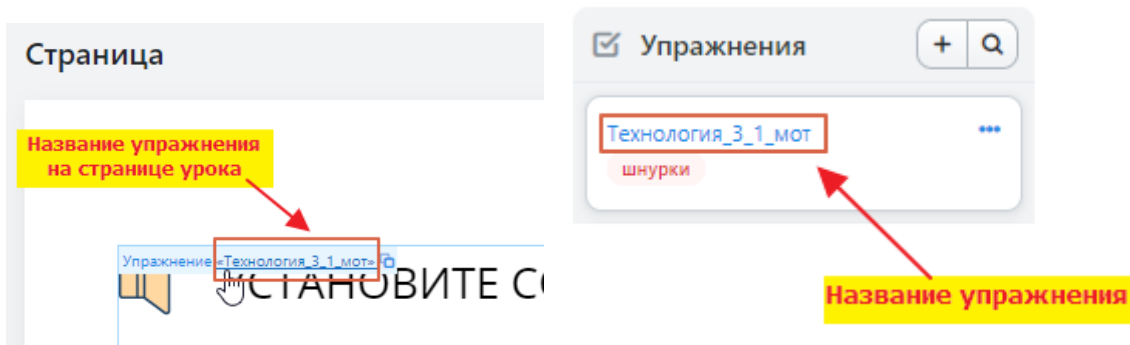 Страница
Название упражнения
на странице урока
Упражнение «Технология_3_1_мот»
УСТАНОВИТЕ
Упражнения
Технология_3_1_мот
шнурки
Название упражнения